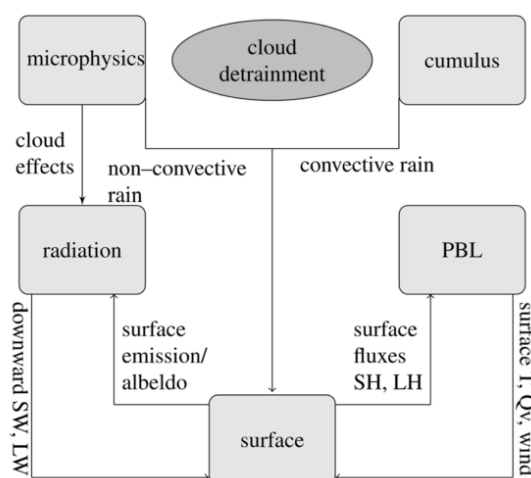 microphysics
cloud
detrainment
cumulus
cloud
effects
non–convective
rain
convective rain
radiation
PBL
downward SW, LW
surface
emission/
albedo
surface
fluxes
SH, LH
surface T, Qv, wind
surface